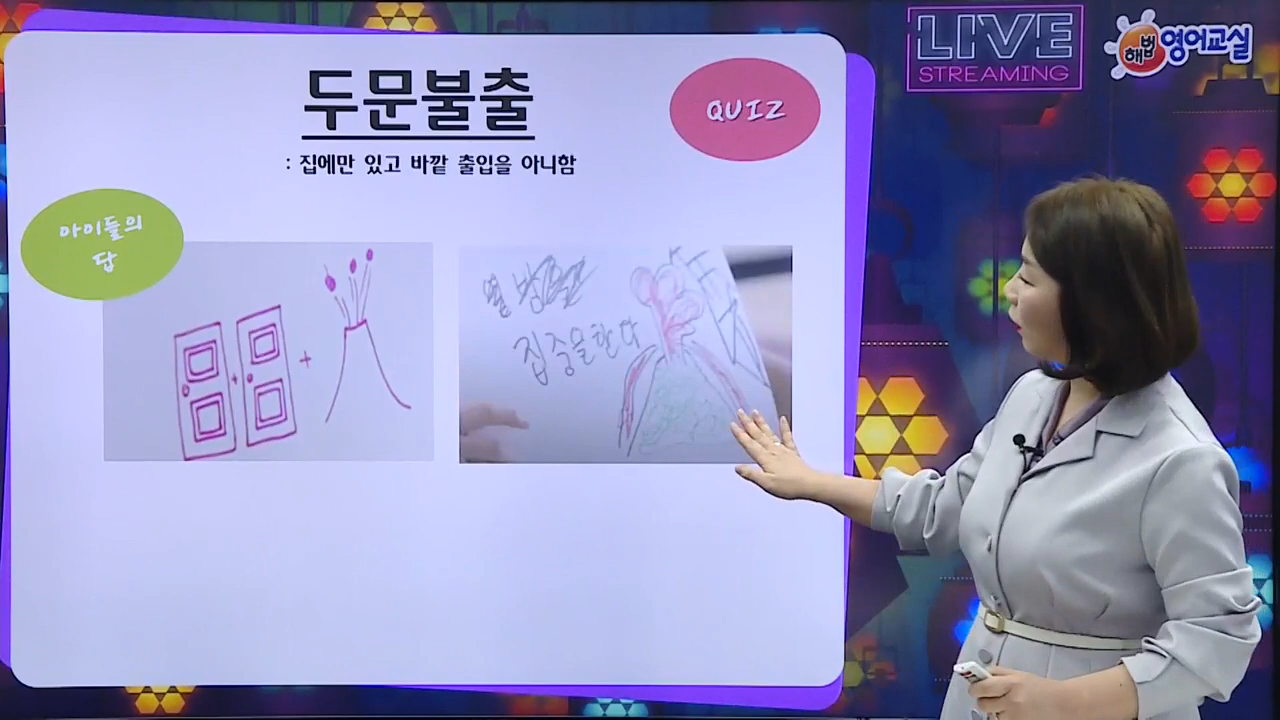 LIVE
STREAMING
해법 영어교실
두문불출
QUIZ
: 집에만 있고 바깥 출입을 아니함
아이들의
답
집중을한다